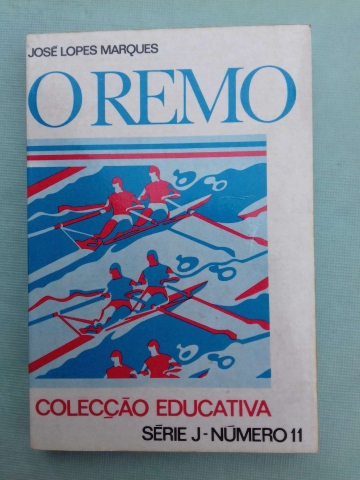 JOSÉ LOPES MARQUES
O REMO
COLECÇÃO EDUCATIVA
SÉRIE J-NÚMERO 11